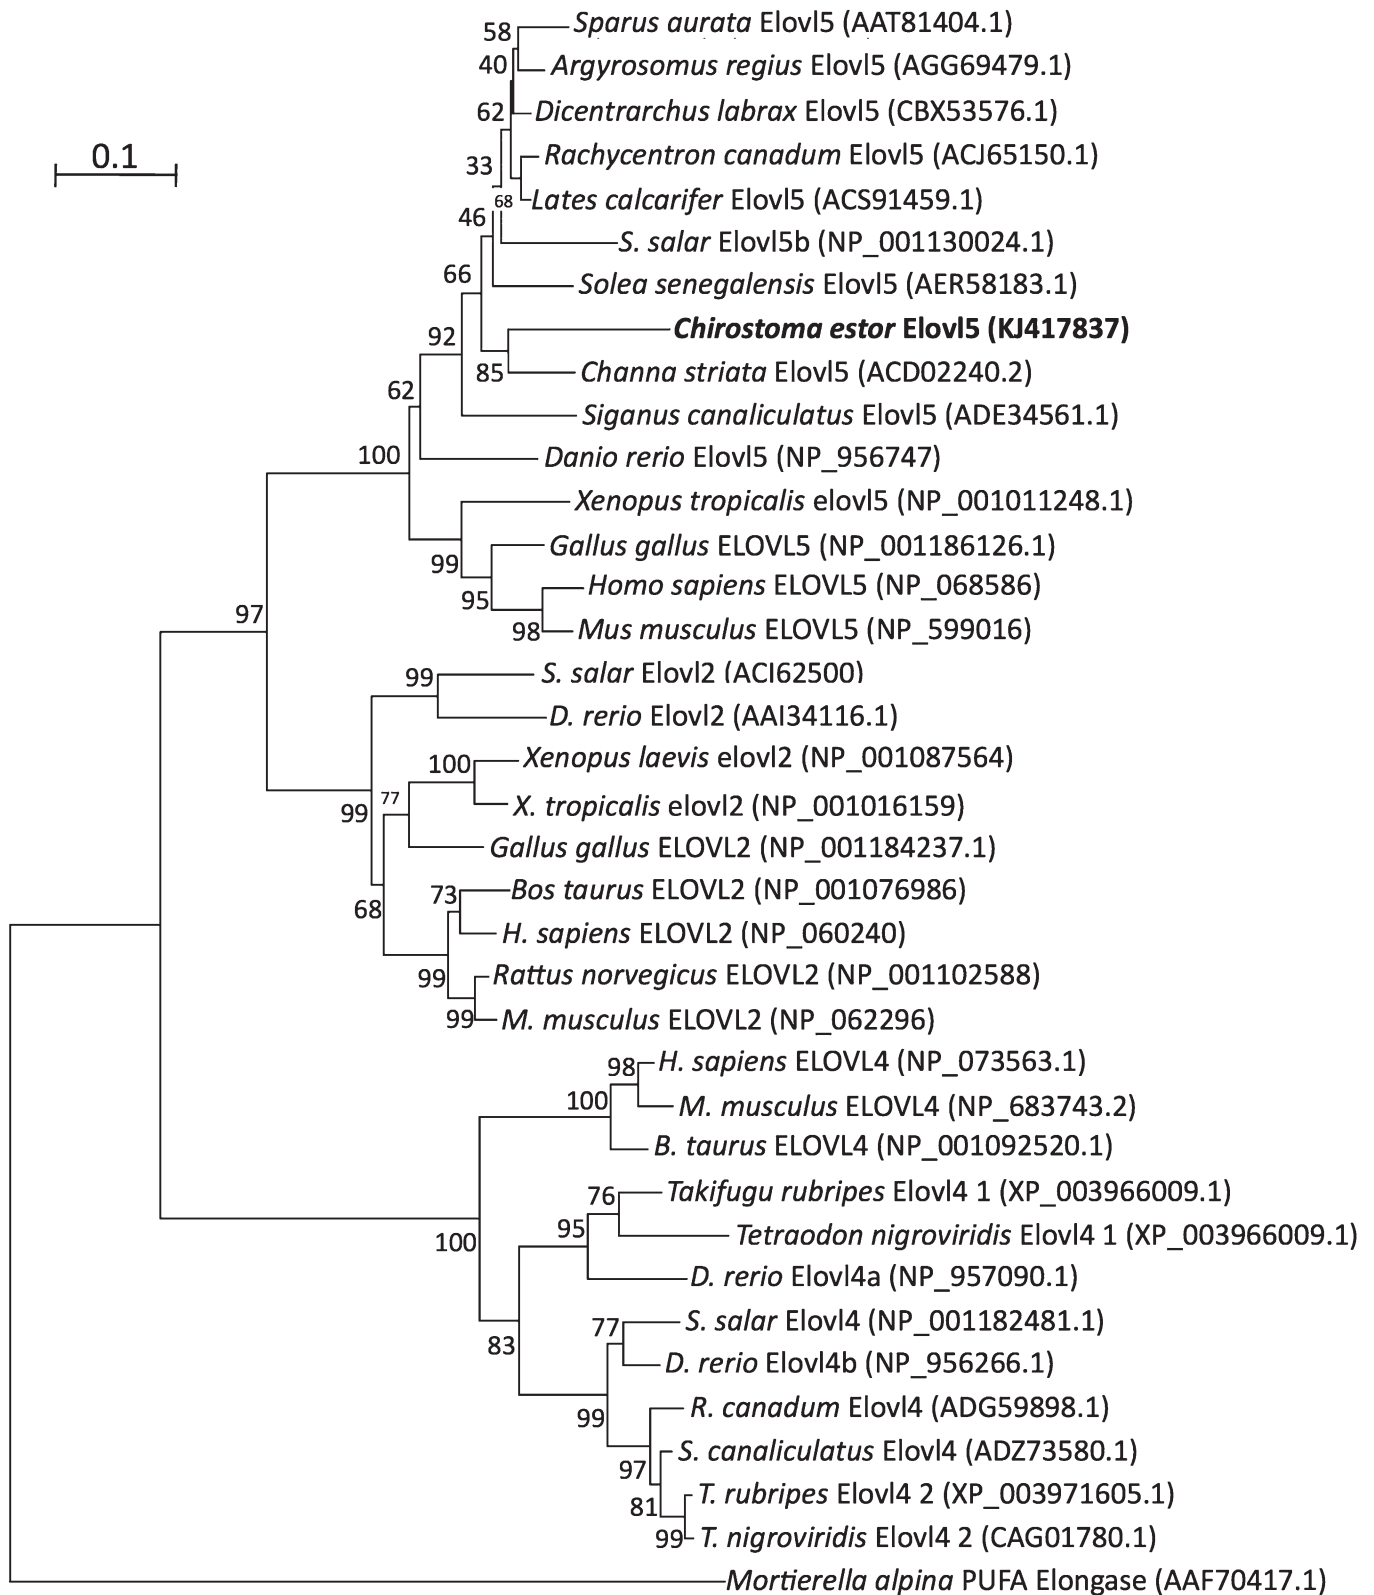 58
Sparus aurata Elovl5 (AAT81404.1)
40
Argyrosomus regius Elovl5 (AGG69479.1)
62
Dicentrarchus labrax Elovl5 (CBX53576.1)
0.1
33
Rachycentron canadum Elovl5 (ACJ65150.1)
68
Lates calcarifer Elovl5 (ACS91459.1)
46
S. salar Elovl5b (NP_001130024.1)
66
Solea senegalensis Elovl5 (AER58183.1)
92
Chirostoma estor Elovl5 (KJ417837)
85
Channa striata Elovl5 (ACD02240.2)
62
Siganus canaliculatus Elovl5 (ADE34561.1)
100
Danio rerio Elovl5 (NP_956747)
Xenopus tropicalis elovl5 (NP_001011248.1)
99
Gallus gallus ELOVL5 (NP_001186126.1)
95
Homo sapiens ELOVL5 (NP_068586)
97
98
Mus musculus ELOVL5 (NP_599016)
99
S. salar Elovl2 (ACI62500)
D. rerio Elovl2 (AAI34116.1)
100
Xenopus laevis elovl2 (NP_001087564)
99
77
X. tropicalis elovl2 (NP_001016159)
Gallus gallus ELOVL2 (NP_001184237.1)
68
73
Bos taurus ELOVL2 (NP_001076986)
H. sapiens ELOVL2 (NP_060240)
99
Rattus norvegicus ELOVL2 (NP_001102588)
99
M. musculus ELOVL2 (NP_062296)
98
H. sapiens ELOVL4 (NP_073563.1)
100
M. musculus ELOVL4 (NP_683743.2)
B. taurus ELOVL4 (NP_001092520.1)
76
Takifugu rubripes Elovl4 1 (XP_003966009.1)
100
95
Tetraodon nigroviridis Elovl4 1 (XP_003966009.1)
D. rerio Elovl4a (NP_957090.1)
83
77
S. salar Elovl4 (NP_001182481.1)
D. rerio Elovl4b (NP_956266.1)
99
R. canadum Elovl4 (ADG59898.1)
97
S. canaliculatus Elovl4 (ADZ73580.1)
81
T. rubripes Elovl4 2 (XP_003971605.1)
99
T. nigroviridis Elovl4 2 (CAG01780.1)
Mortierella alpina PUFA Elongase (AAF70417.1)